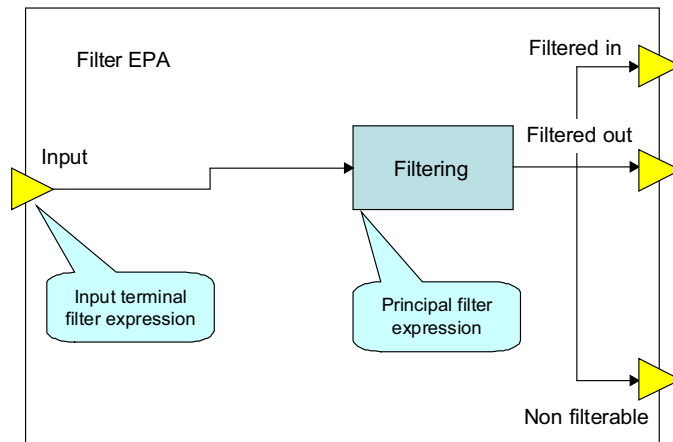 Filter EPA
Filtered in
Input
Filtering
Filtered out
Input terminal
filter expression
Principal filter
expression
Non filterable